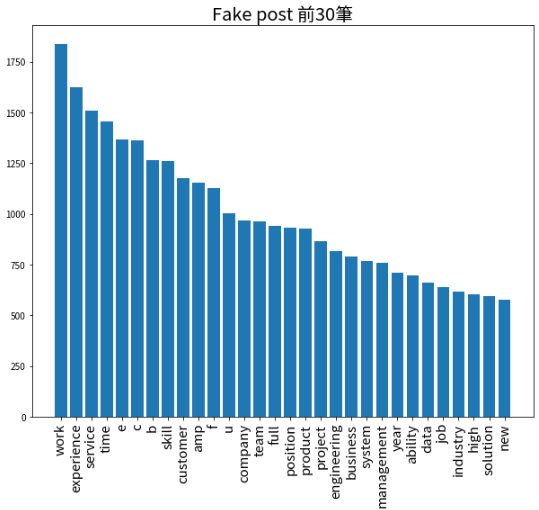 Fake post 前30筆
1750
1500
1250
1000
750
500
250
0
work
experience
service
time
e
c
b
skill
customer
amp
f
u
company
team
full
position
product
project
engineering
business
system
management
year
ability
data
job
industry
high
solution
new